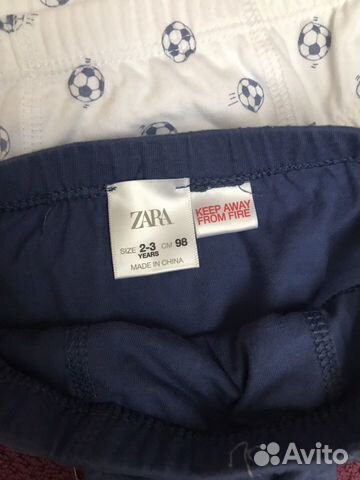 ZARA
SIZE 2-3 CM 98
YEARS
MADE IN CHINA
KEEP AWAY
FROM FIRE
Avito